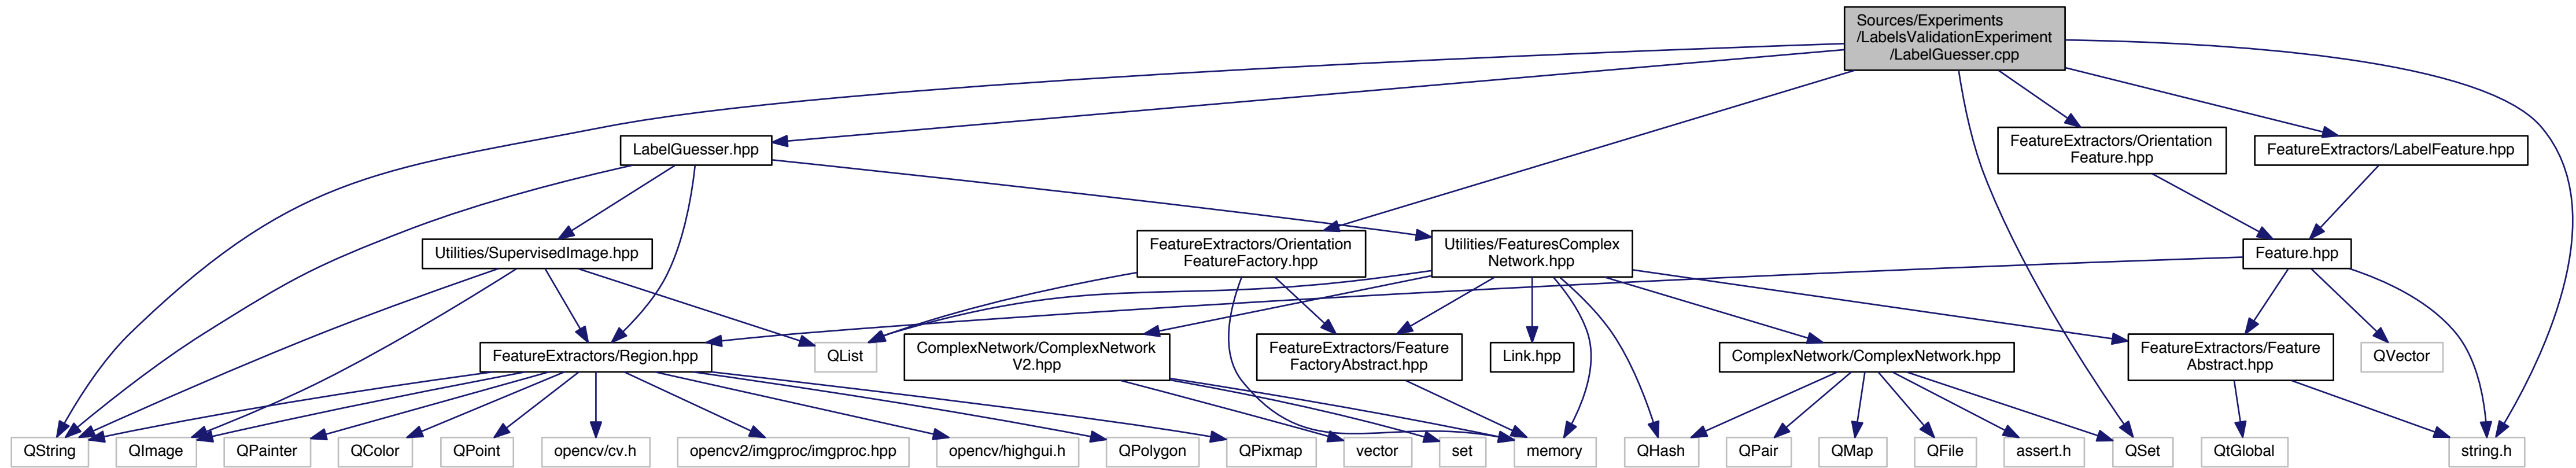 Sources/Experiments
/LabelsValidationExperiment
/LabelGuesser.cpp
LabelGuesser.hpp
FeatureExtractors/Orientation
Feature.hpp
FeatureExtractors/LabelFeature.hpp
Utilities/SupervisedImage.hpp
FeatureExtractors/Orientation
FeatureFactory.hpp
Utilities/FeaturesComplex
Network.hpp
Feature.hpp
FeatureExtractors/Region.hpp
QList
ComplexNetwork/ComplexNetwork
V2.hpp
FeatureExtractors/Feature
FactoryAbstract.hpp
Link.hpp
ComplexNetwork/ComplexNetwork.hpp
FeatureExtractors/Feature
Abstract.hpp
QVector
QString
QImage
QPainter
QColor
QPoint
opencv/cv.h
opencv2/imgproc/imgproc.hpp
opencv/highgui.h
QPolygon
QPixmap
vector
set
memory
QHash
QPair
QMap
QFile
assert.h
QSet
QtGlobal
string.h